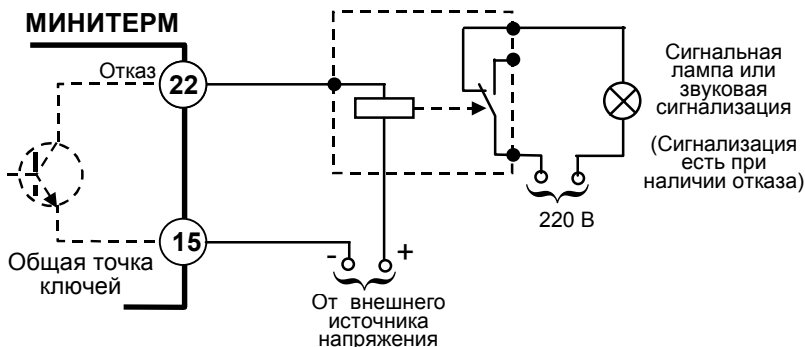 МИНИТЕРМ
Отказ
22
15
Общая точка
ключей
- +
От внешнего
источника
напряжения
220 В
Сигнальная
лампа или
звуковая
сигнализация
(Сигнализация
есть при
наличии отказа)